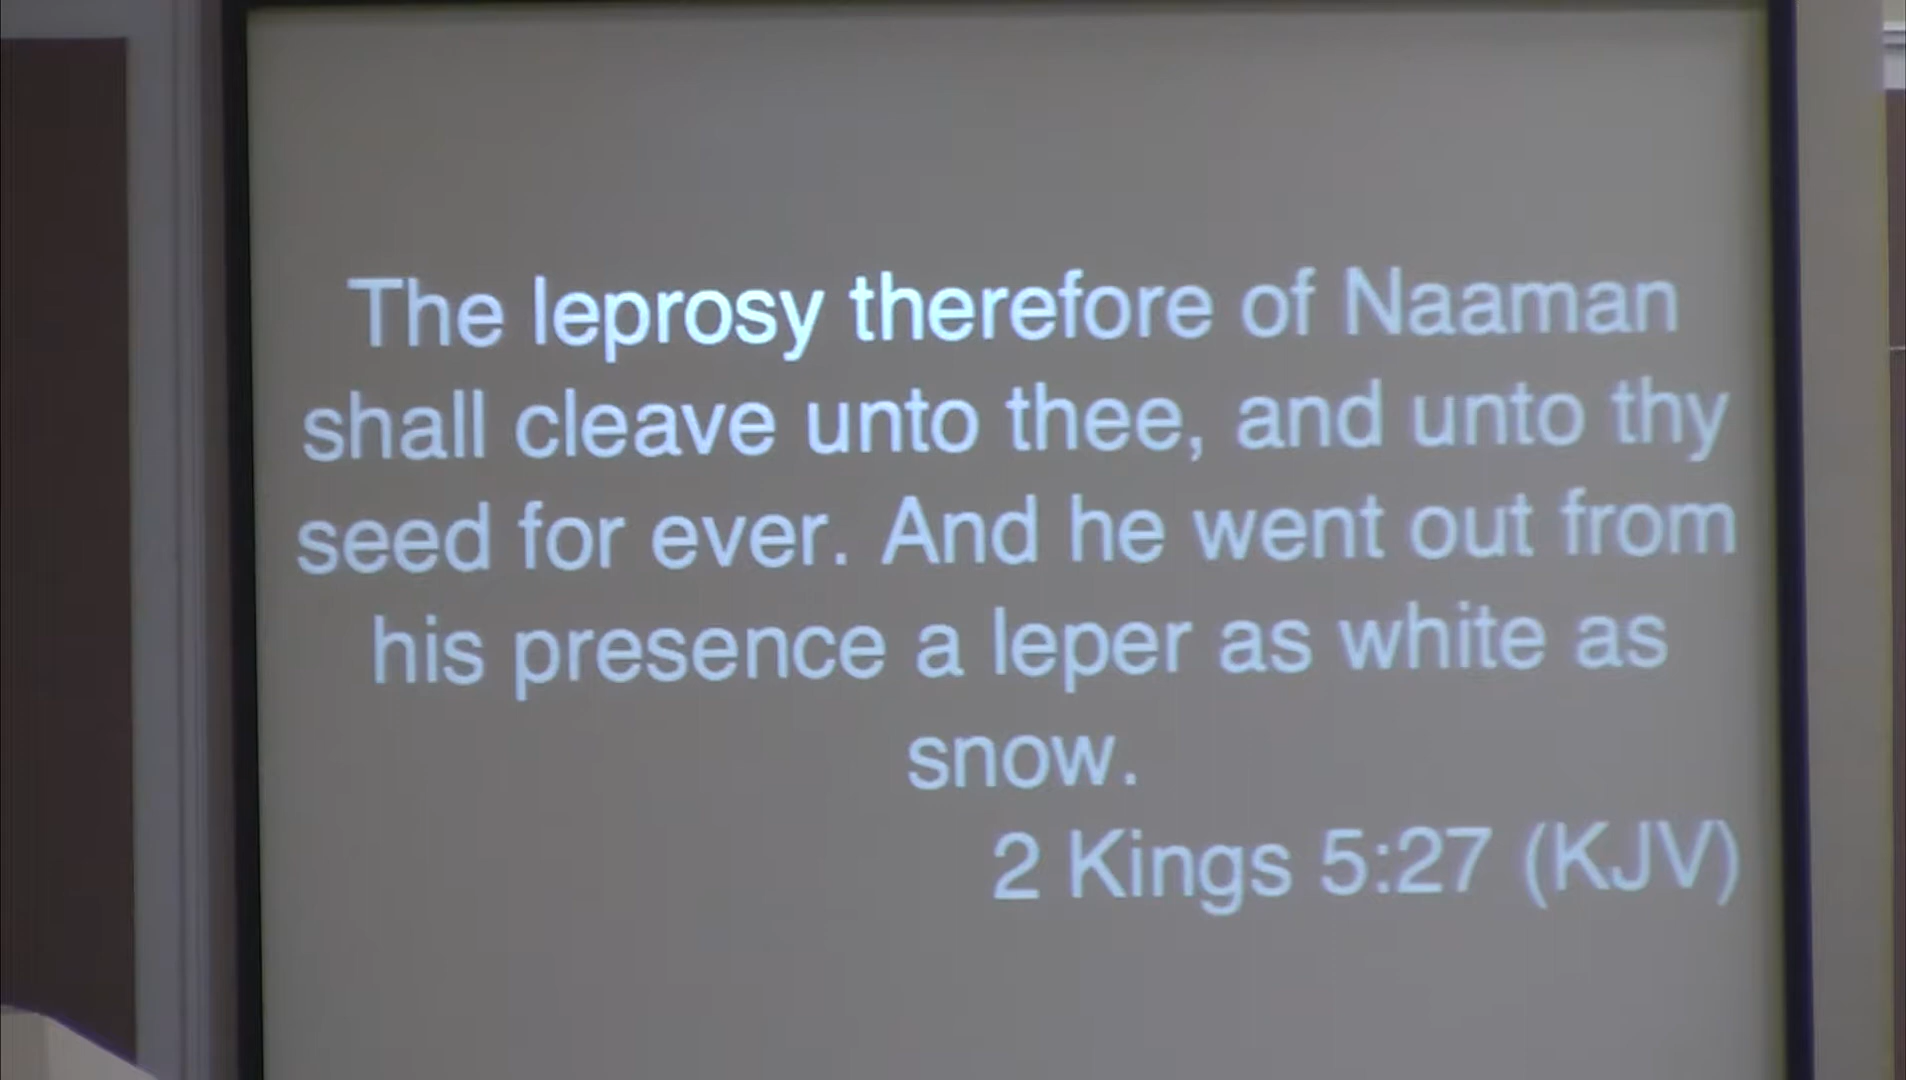 The leprosy therefore of Naaman
shall cleave unto thee, and unto thy
seed for ever. And he went out from
his presence a leper as white as
snow.
2 Kings 5:27 (KJV)